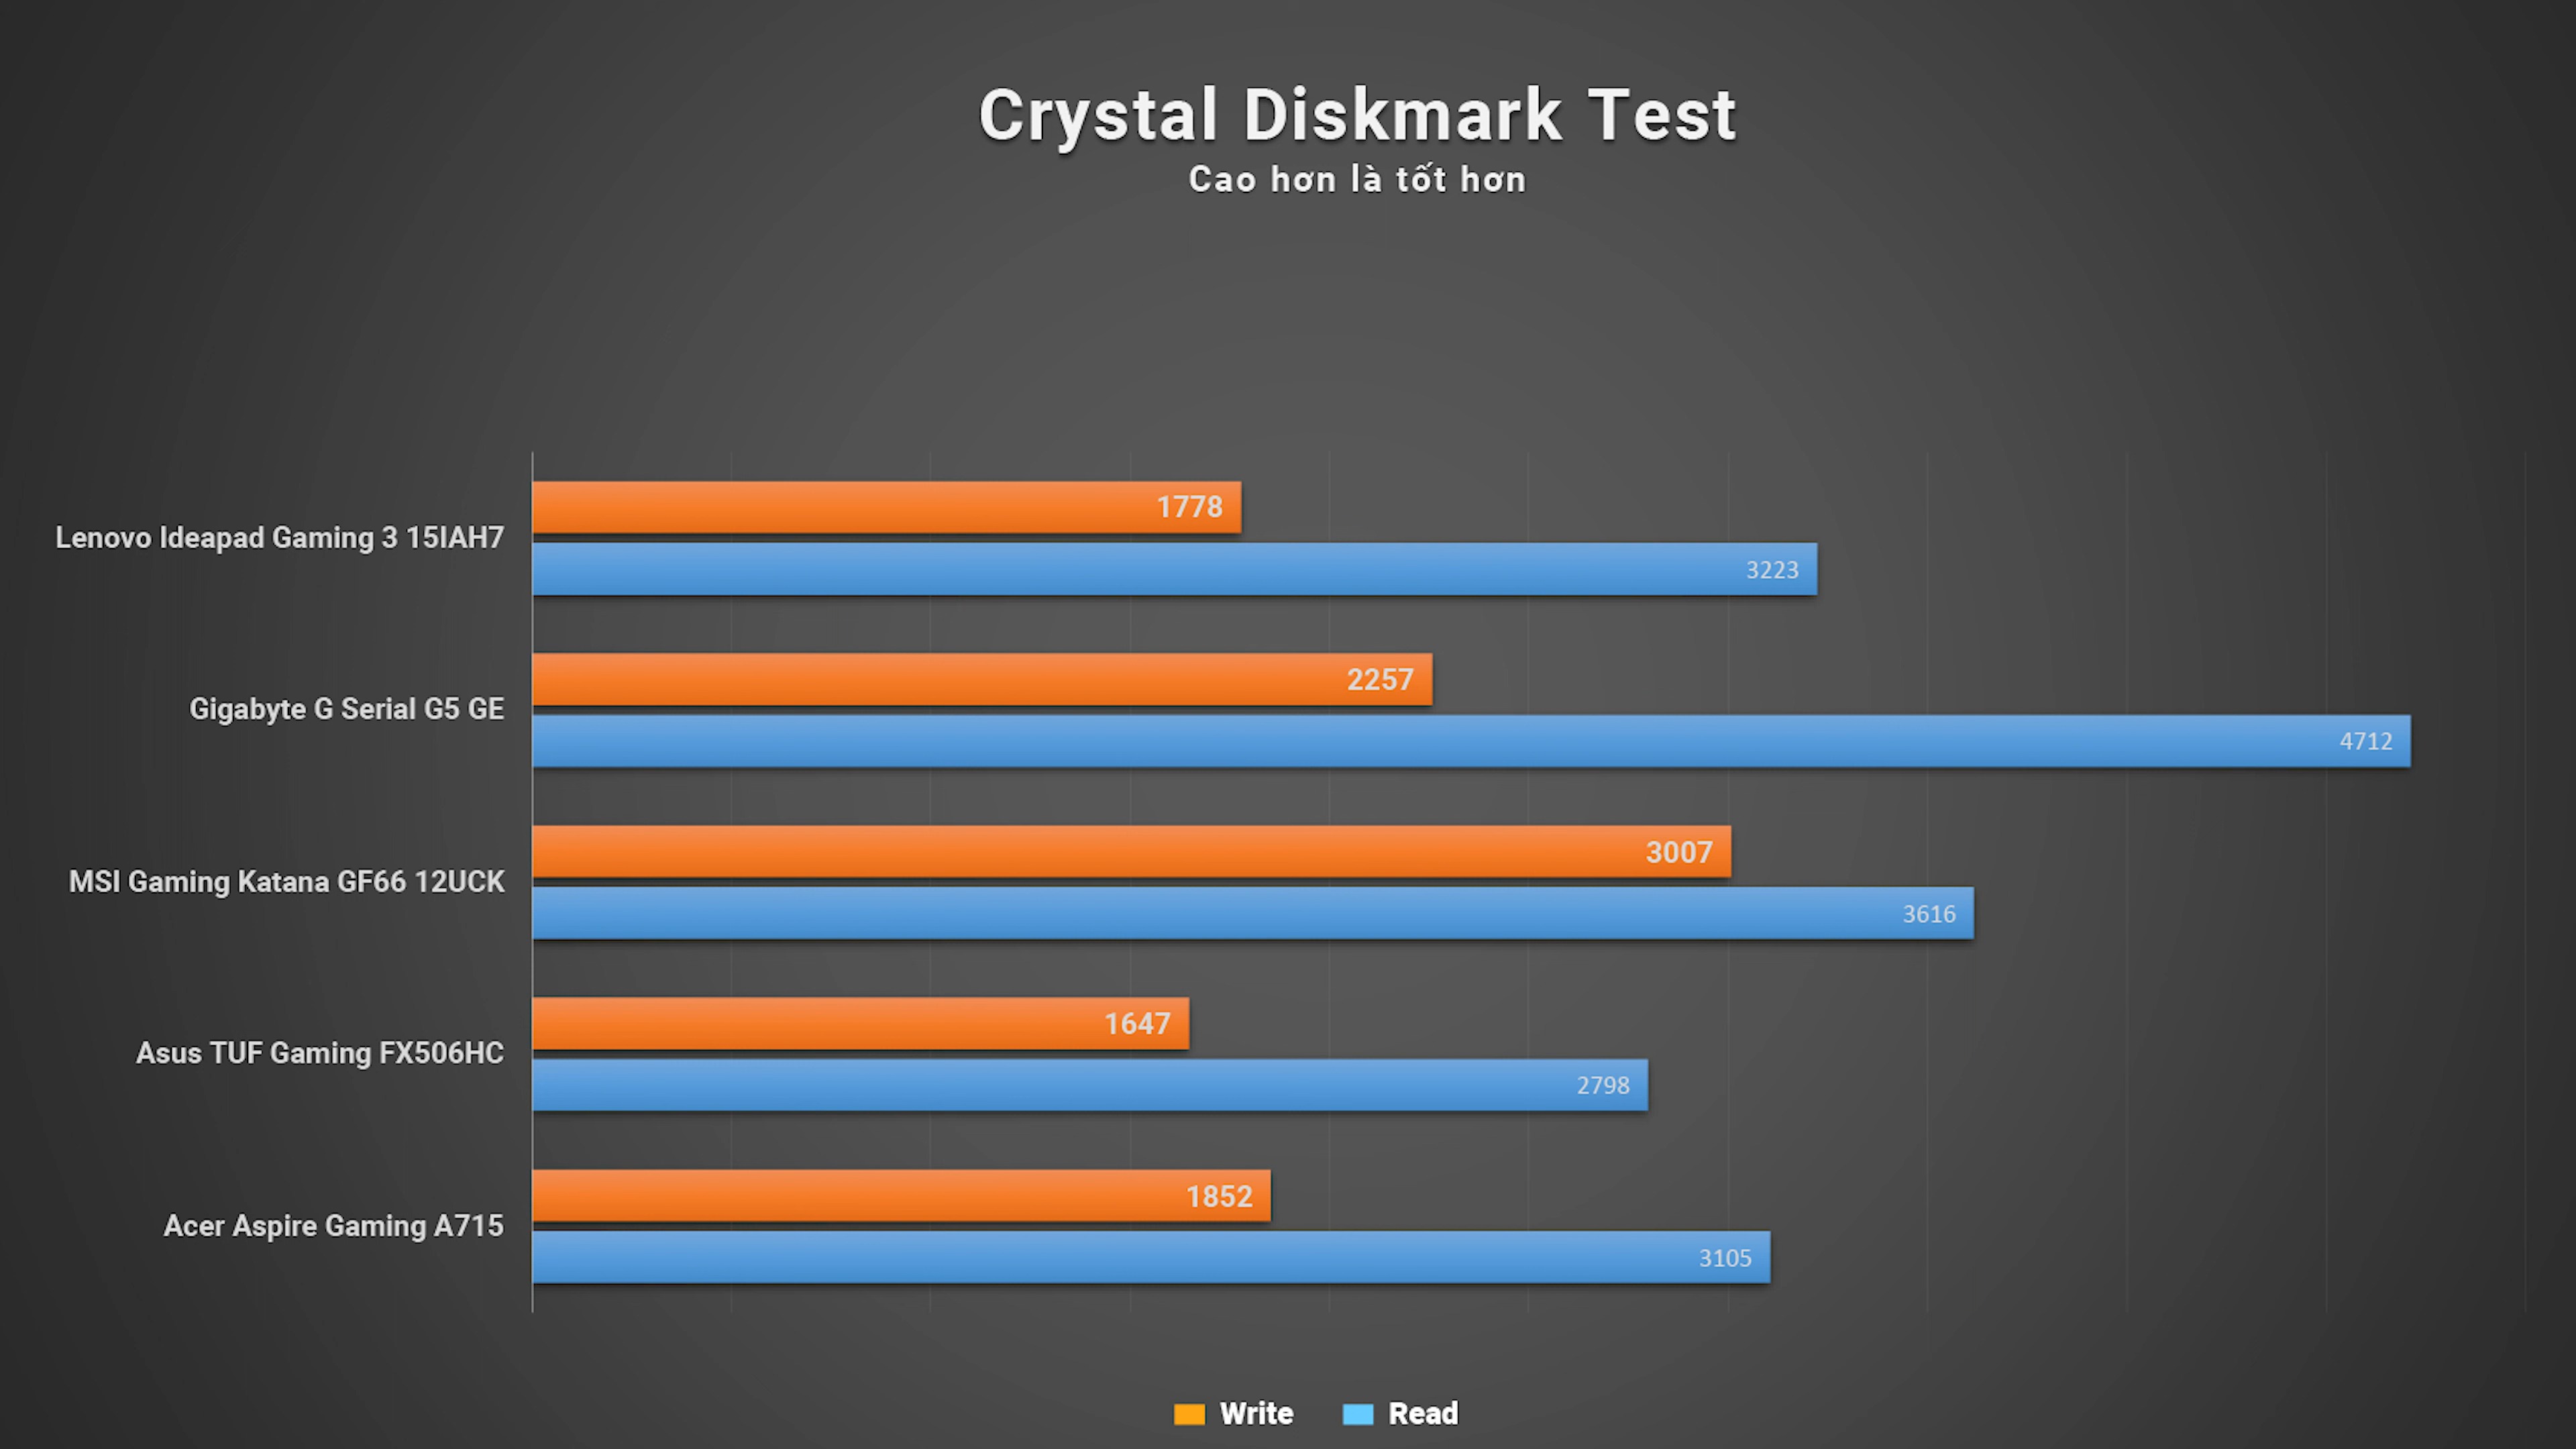 Crystal Diskmark Test
Cao hơn là tốt hơn
1778
Lenovo Ideapad Gaming 3 15IAH7
3223
2257
Gigabyte G Serial G5 GE
4712
3007
MSI Gaming Katana GF66 12UCK
3616
1647
Asus TUF Gaming FX506HC
2798
1852
Acer Aspire Gaming A715
3105
Write Read